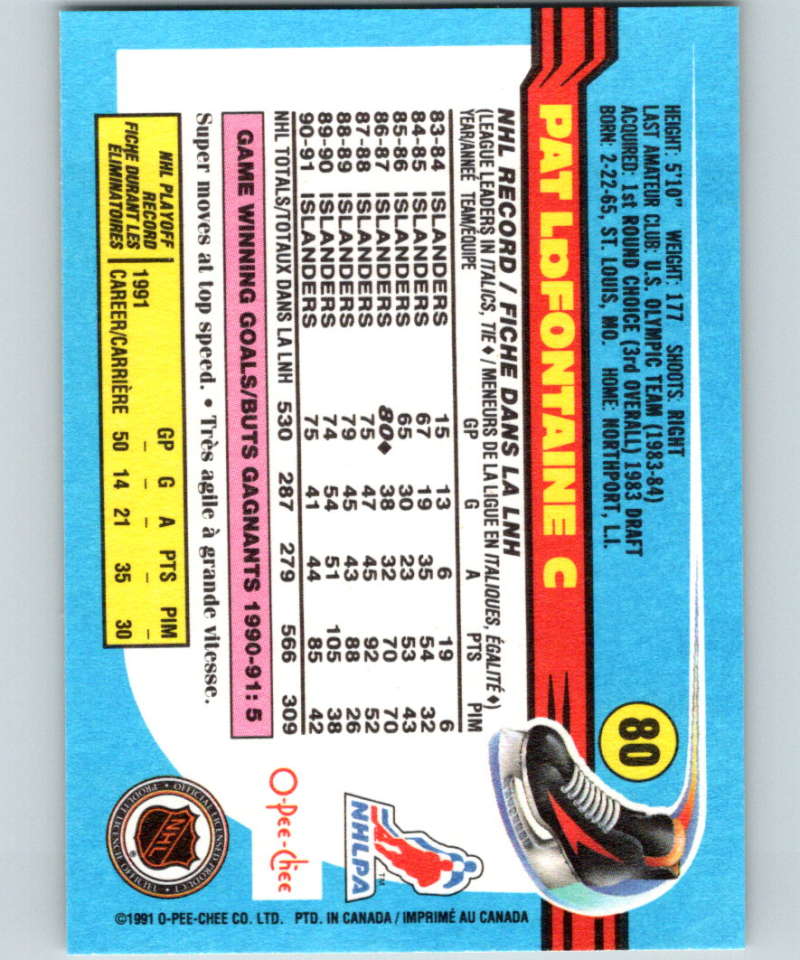 HEIGHT: 5'10" WEIGHT: 177 SHOOTS: RIGHT
LAST AMATEUR CLUB: U.S. OLYMPIC TEAM (1983-84)
ACQUIRED: 1st ROUND CHOICE (3rd OVERALL) 1983 DRAFT
BORN: 2-22-65, ST. LOUIS, MO. HOME: NORTHPORT, L.I.
80
PAT LaFONTAINE C
NHL RECORD / FICHE DANS LA LNH
(LEAGUE LEADERS IN ITALICS, TIE ♦ / MENEURS DE LA LIGUE EN ITALIQUES, ÉGALITÉ ♦)
YEAR/ANNÉE TEAM/ÉQUIPE GP G A PTS PIM
83-84 ISLANDERS 15 13 6 19 6
84-85 ISLANDERS 67 19 35 54 32
85-86 ISLANDERS 65 30 23 53 43
86-87 ISLANDERS 80♦ 38 32 70 70
87-88 ISLANDERS 75 47 45 92 52
88-89 ISLANDERS 79 45 43 88 26
89-90 ISLANDERS 74 54 51 105 38
90-91 ISLANDERS 75 41 44 85 42
NHL TOTALS/TOTAUX DANS LA LNH 530 287 279 566 309
GAME WINNING GOALS/BUTS GAGNANTS 1990-91: 5
Super moves at top speed. • Très agile à grande vitesse.
NHL PLAYOFF RECORD
FICHE DURANT LES ÉLIMINATOIRES
GP G A PTS PIM
1991 – – – – –
CAREER/CARRIÈRE 50 14 21 35 30
NHLPA™
O-Pee-Chee
NHL
®
OFFICIAL LICENSED PRODUCT • PRODUIT LICENCIÉ OFFICIEL •
©1991 O-PEE-CHEE CO. LTD. PTD. IN CANADA / IMPRIMÉ AU CANADA